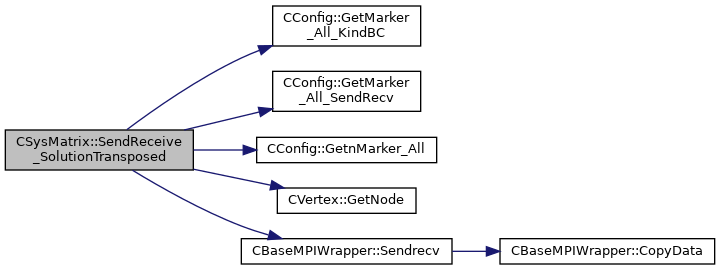 CConfig::GetMarker
_All_KindBC
CConfig::GetMarker
_All_SendRecv
CSysMatrix::SendReceive
_SolutionTransposed
CConfig::GetnMarker_All
CVertex::GetNode
CBaseMPIWrapper::Sendrecv
CBaseMPIWrapper::CopyData